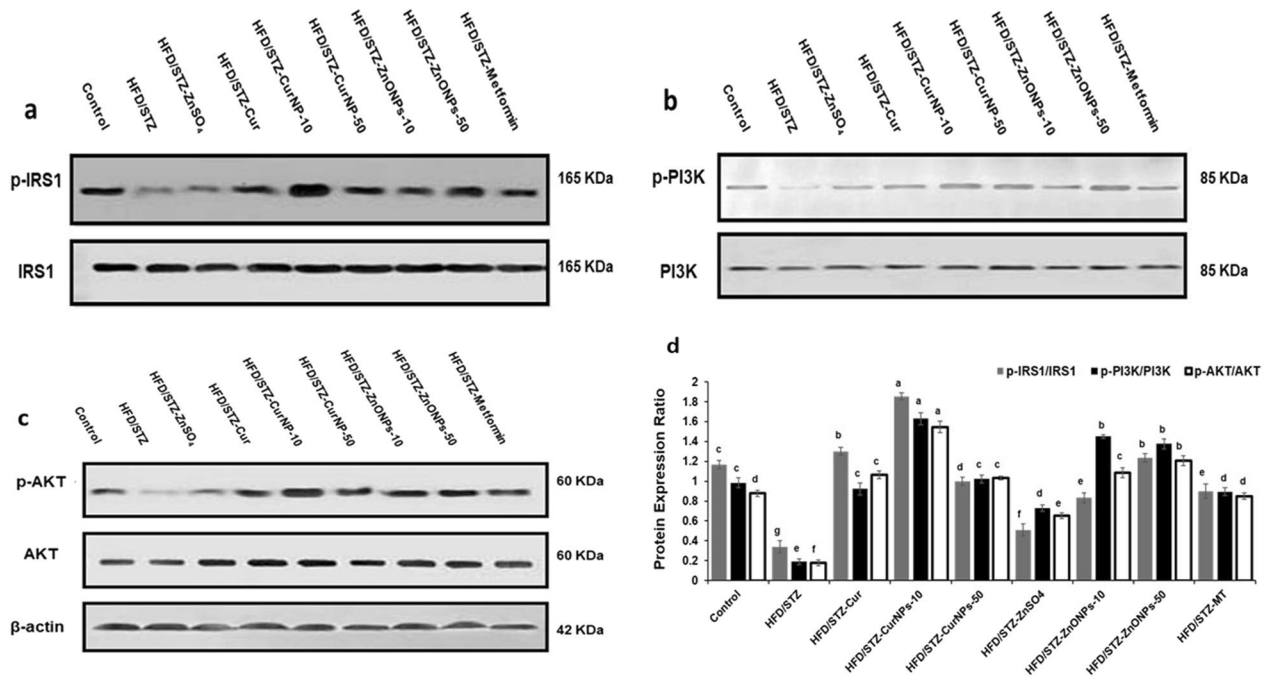 a
Control
HFD/STZ
HFD/STZ-ZnSO₄
HFD/STZ-Cur
HFD/STZ-CurNP-10
HFD/STZ-CurNP-50
HFD/STZ-ZnONPs-10
HFD/STZ-ZnONPs-50
HFD/STZ-Metformin
p-IRS1
165 KDa
IRS1
165 KDa
b
Control
HFD/STZ
HFD/STZ-ZnSO₄
HFD/STZ-Cur
HFD/STZ-CurNP-10
HFD/STZ-CurNP-50
HFD/STZ-ZnONPs-10
HFD/STZ-ZnONPs-50
HFD/STZ-Metformin
p-PI3K
85 KDa
PI3K
85 KDa
c
Control
HFD/STZ
HFD/STZ-ZnSO₄
HFD/STZ-Cur
HFD/STZ-CurNP-10
HFD/STZ-CurNP-50
HFD/STZ-ZnONPs-10
HFD/STZ-ZnONPs-50
HFD/STZ-Metformin
p-AKT
60 KDa
AKT
60 KDa
β-actin
42 KDa
d
p-IRS1/IRS1 p-PI3K/PI3K p-AKT/AKT
Protein Expression Ratio
2
1.8
1.6
1.4
1.2
1
0.8
0.6
0.4
0.2
0
c c d
g e f
b c c
a a a
d c c
f d e
e b c
b b b
e d d
Control
HFD/STZ
HFD/STZ-Cur
HFD/STZ-CurNPs-10
HFD/STZ-CurNPs-50
HFD/STZ-ZnSO4
HFD/STZ-ZnONPs-10
HFD/STZ-ZnONPs-50
HFD/STZ-MT